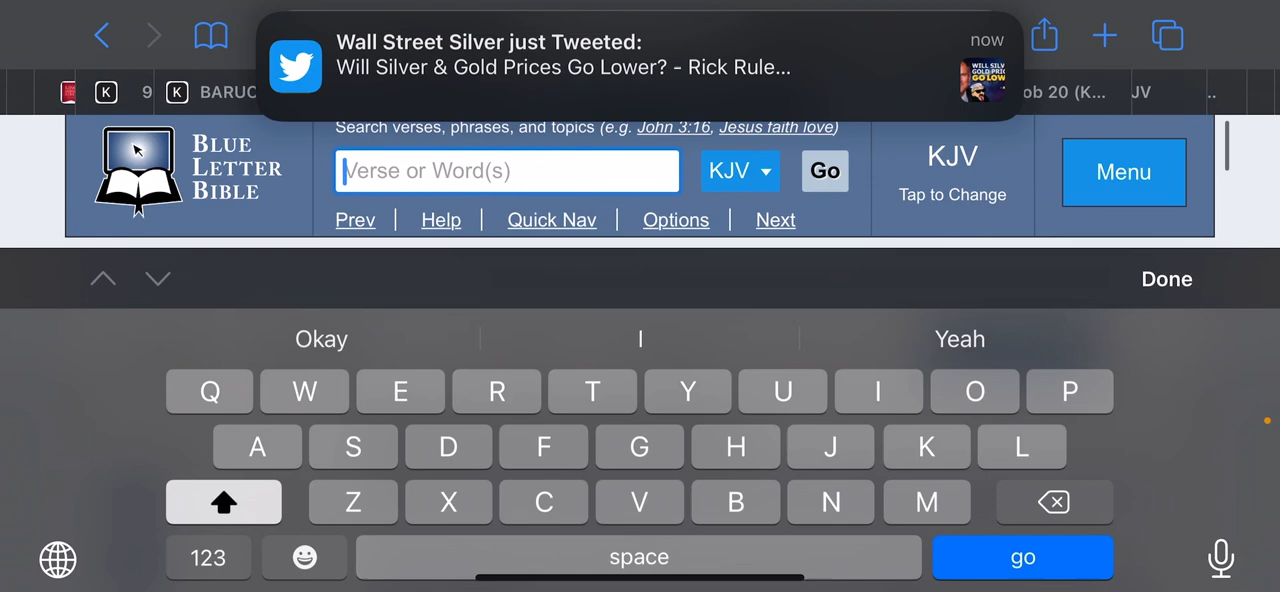 Wall Street Silver just Tweeted:
now
Will Silver & Gold Prices Go Lower? - Rick Rule...
K
9
K
BARUC
ob 20 (K...
JV
..
Search verses, phrases, and topics (e.g. John 3:16, Jesus faith love)
BLUE
LETTER
BIBLE
Verse or Word(s)
KJV
Go
KJV
Tap to Change
Menu
Prev
Help
Quick Nav
Options
Next
Done
Okay
I
Yeah
Q W E R T Y U I O P
A S D F G H J K L
Z X C V B N M
123
space
go